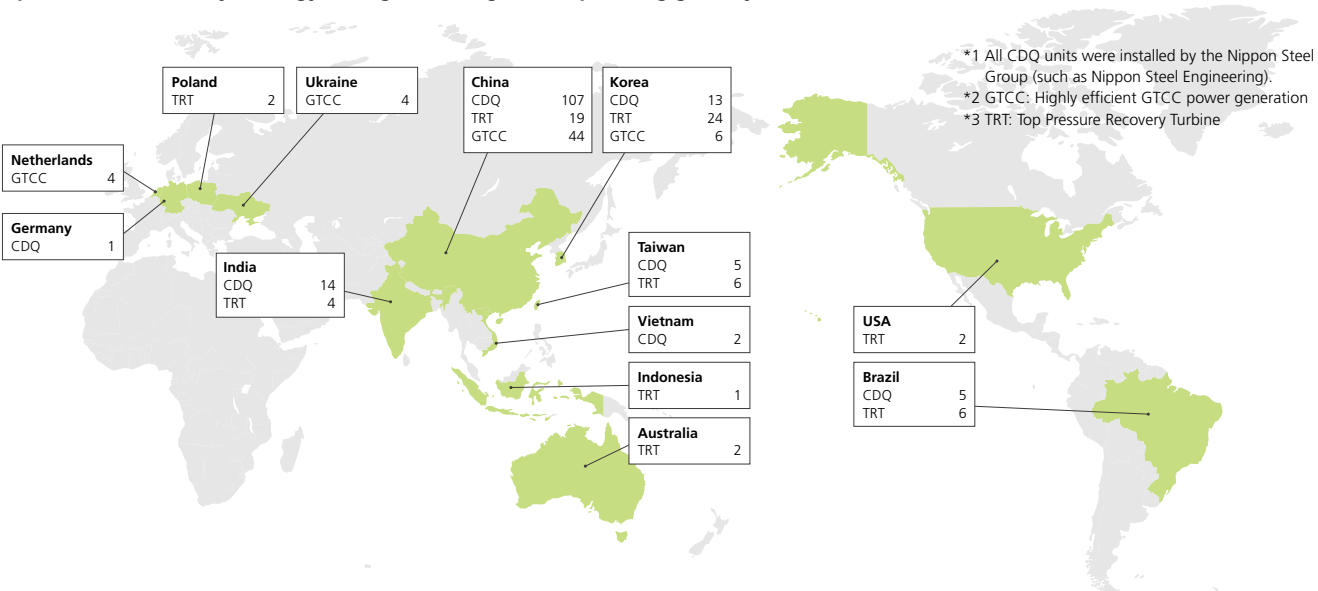 *1 All CDQ units were installed by the Nippon Steel
Group (such as Nippon Steel Engineering).
*2 GTCC: Highly efficient GTCC power generation
*3 TRT: Top Pressure Recovery Turbine
Poland
TRT 2
Ukraine
GTCC 4
China
CDQ 107
TRT 19
GTCC 44
Korea
CDQ 13
TRT 24
GTCC 6
Netherlands
GTCC 4
Germany
CDQ 1
India
CDQ 14
TRT 4
Taiwan
CDQ 5
TRT 6
Vietnam
CDQ 2
Indonesia
TRT 1
Australia
TRT 2
USA
TRT 2
Brazil
CDQ 5
TRT 6